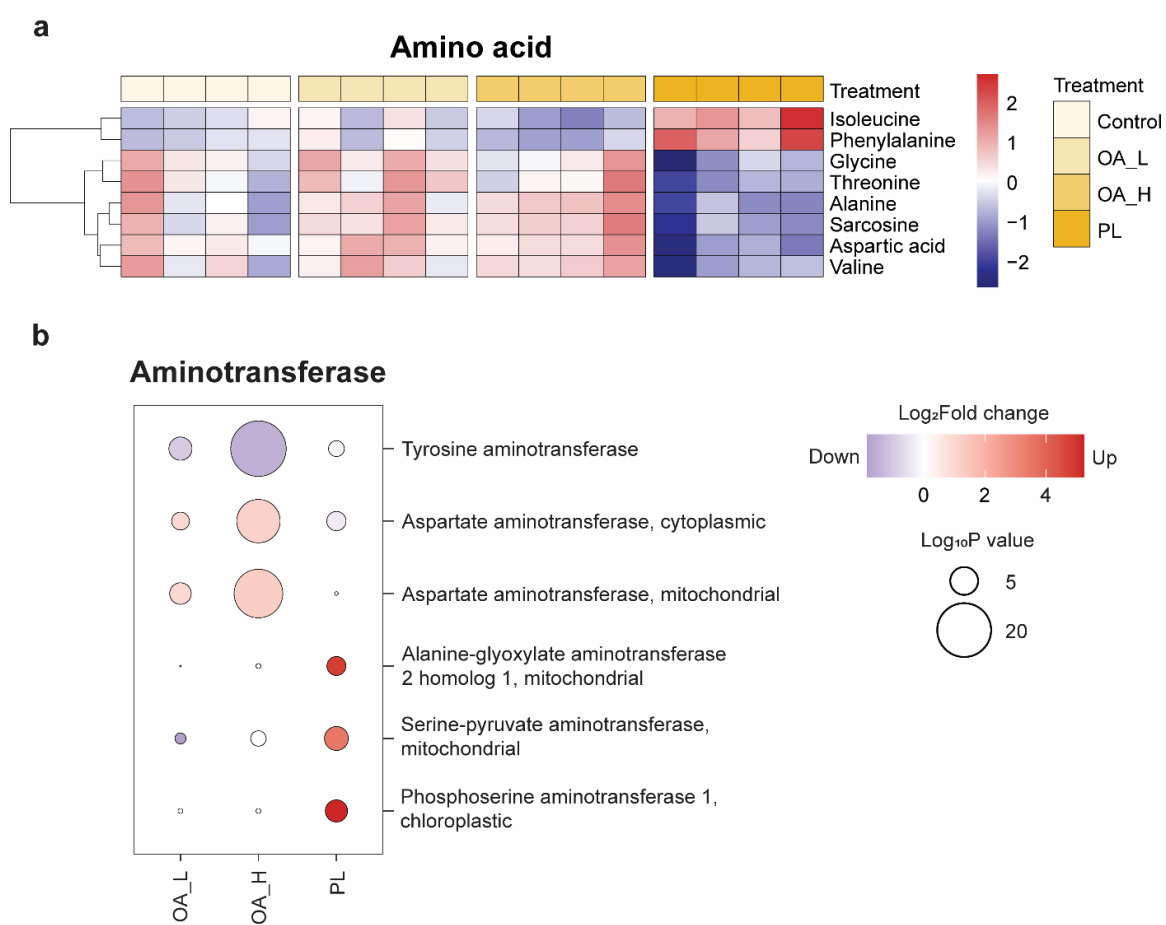 a
Amino acid
Treatment
Isoleucine
Phenylalanine
Glycine
Threonine
Alanine
Sarcosine
Aspartic acid
Valine
2
1
0
−1
−2
Treatment
Control
OA_L
OA_H
PL
b
Aminotransferase
Tyrosine aminotransferase
Aspartate aminotransferase, cytoplasmic
Aspartate aminotransferase, mitochondrial
Alanine-glyoxylate aminotransferase
2 homolog 1, mitochondrial
Serine-pyruvate aminotransferase,
mitochondrial
Phosphoserine aminotransferase 1,
chloroplastic
OA_L
OA_H
PL
Log₂Fold change
Down
Up
0 2 4
Log₁₀P value
5
20